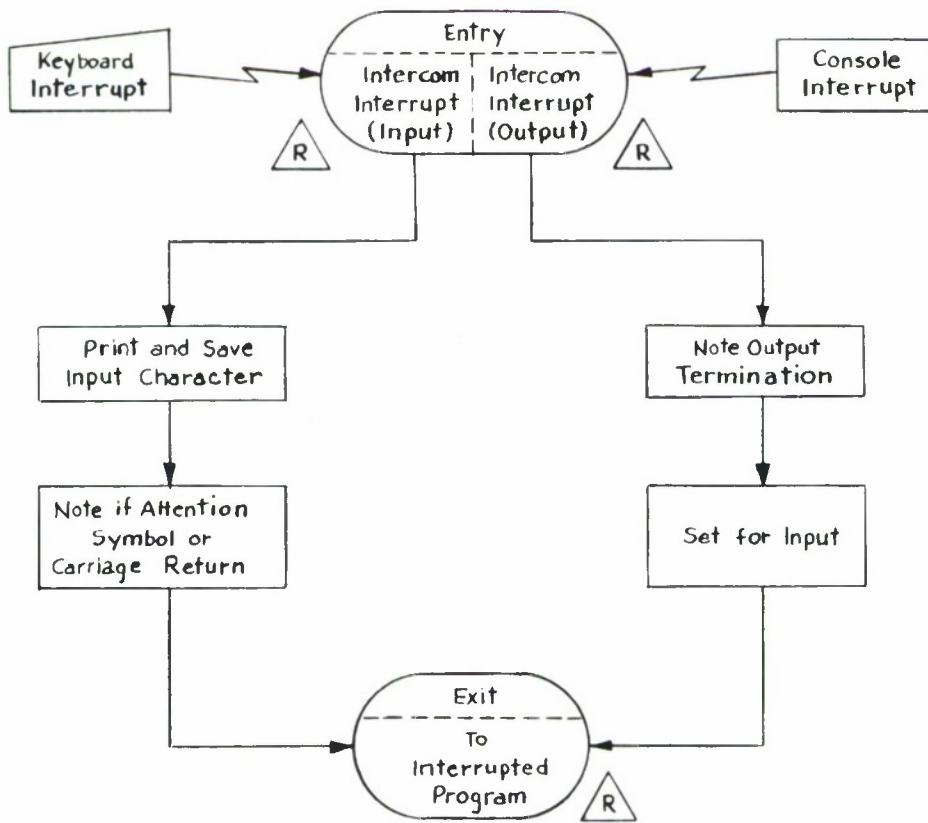 Entry
Keyboard
Interrupt
Intercom
Interrupt
(Input)
Intercom
Interrupt
(Output)
Console
Interrupt
R
R
Print and Save
Input Character
Note Output
Termination
Note if Attention
Symbol or
Carriage Return
Set for Input
Exit
To
Interrupted
Program
R